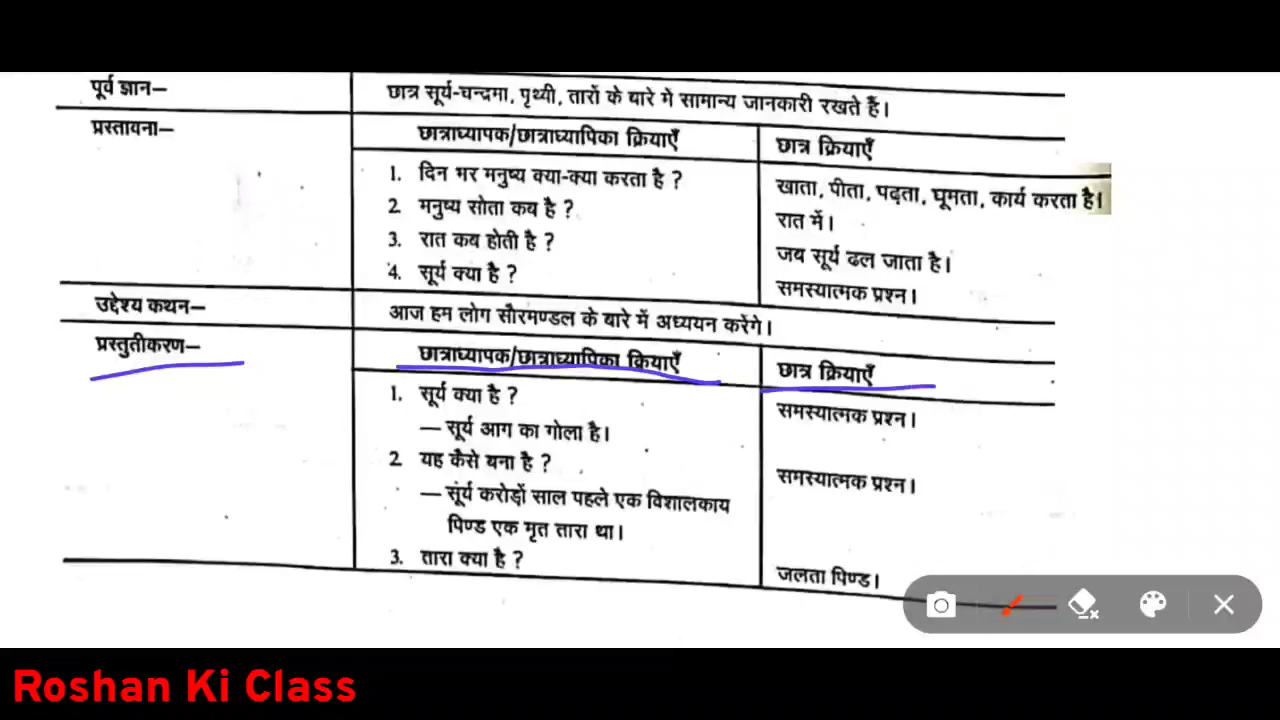 पूर्व ज्ञान—
छात्र सूर्य-चन्द्रमा, पृथ्वी, तारों के बारे में सामान्य जानकारी रखते हैं।
प्रस्तावना—
छात्राध्यापक/छात्राध्यापिका क्रियाएँ
छात्र क्रियाएँ
1. दिन भर मनुष्य क्या-क्या करता है ?
खाता, पीता, पढ़ता, घूमता, कार्य करता है।
2. मनुष्य सोता कब है ?
रात में।
3. रात कब होती है ?
जब सूर्य ढल जाता है।
4. सूर्य क्या है ?
समस्यात्मक प्रश्न।
उद्देश्य कथन—
आज हम लोग सौरमण्डल के बारे में अध्ययन करेंगे।
प्रस्तुतीकरण—
छात्राध्यापक/छात्राध्यापिका क्रियाएँ
छात्र क्रियाएँ
1. सूर्य क्या है ?
समस्यात्मक प्रश्न।
— सूर्य आग का गोला है।
2. यह कैसे बना है ?
समस्यात्मक प्रश्न।
— सूर्य करोड़ों साल पहले एक विशालकाय
पिण्ड एक मृत तारा था।
3. तारा क्या है ?
जलता पिण्ड।
Roshan Ki Class